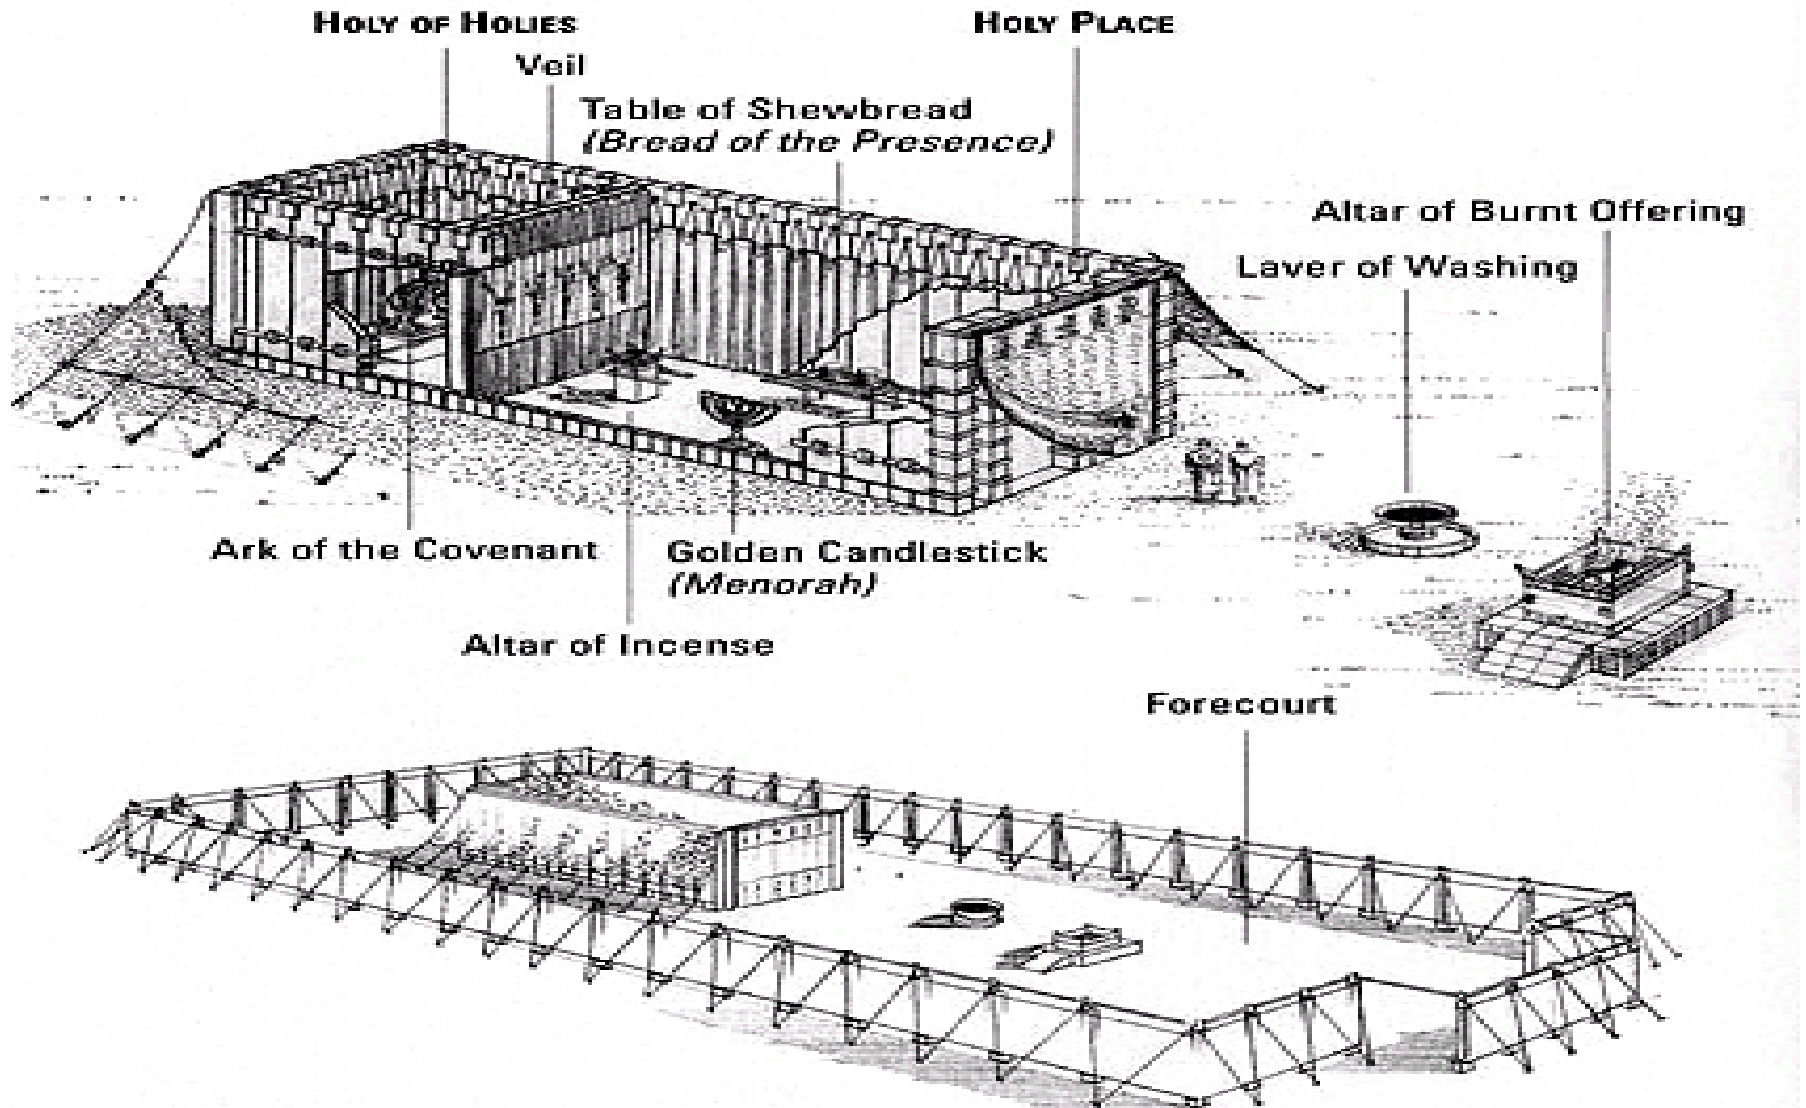 HOLY OF HOLIES
HOLY PLACE
Veil
Table of Shewbread
(Bread of the Presence)
Altar of Burnt Offering
Laver of Washing
Ark of the Covenant
Golden Candlestick
(Menorah)
Altar of Incense
Forecourt